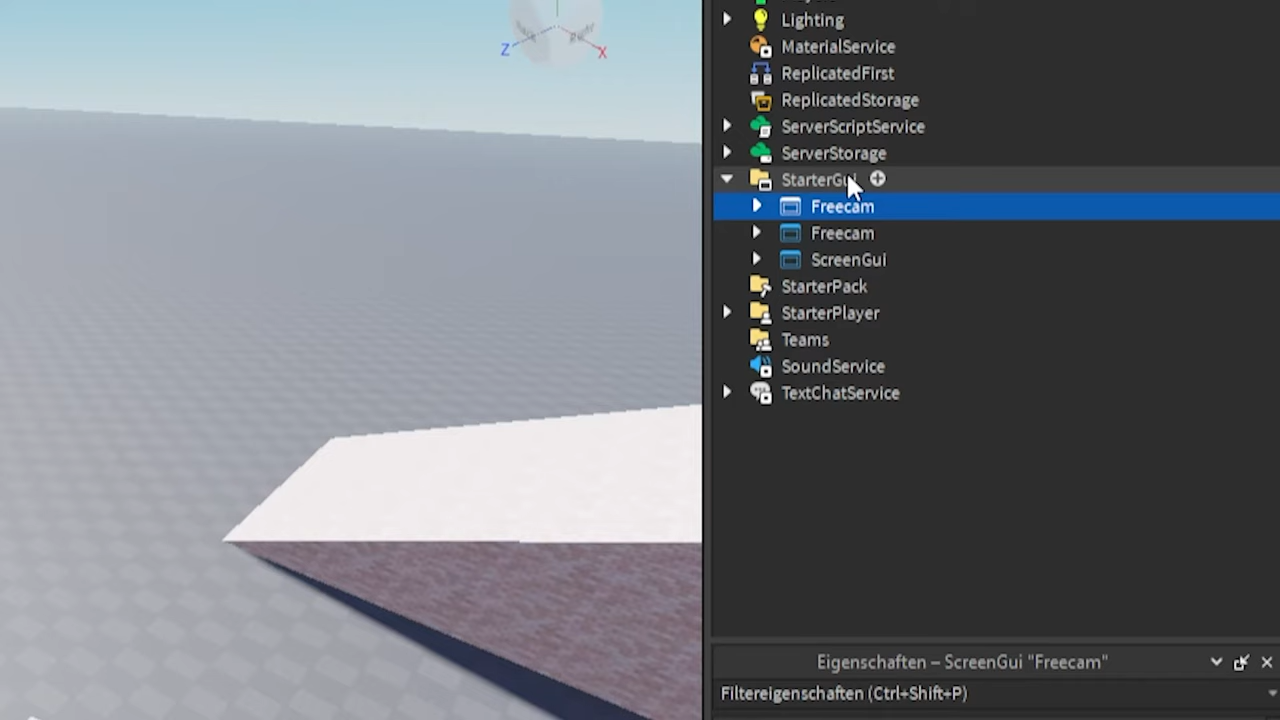 Z
X
Lighting
MaterialService
ReplicatedFirst
ReplicatedStorage
ServerScriptService
ServerStorage
StarterGui
Freecam
Freecam
ScreenGui
StarterPack
StarterPlayer
Teams
SoundService
TextChatService
Eigenschaften – ScreenGui "Freecam"
Filtereigenschaften (Ctrl+Shift+P)